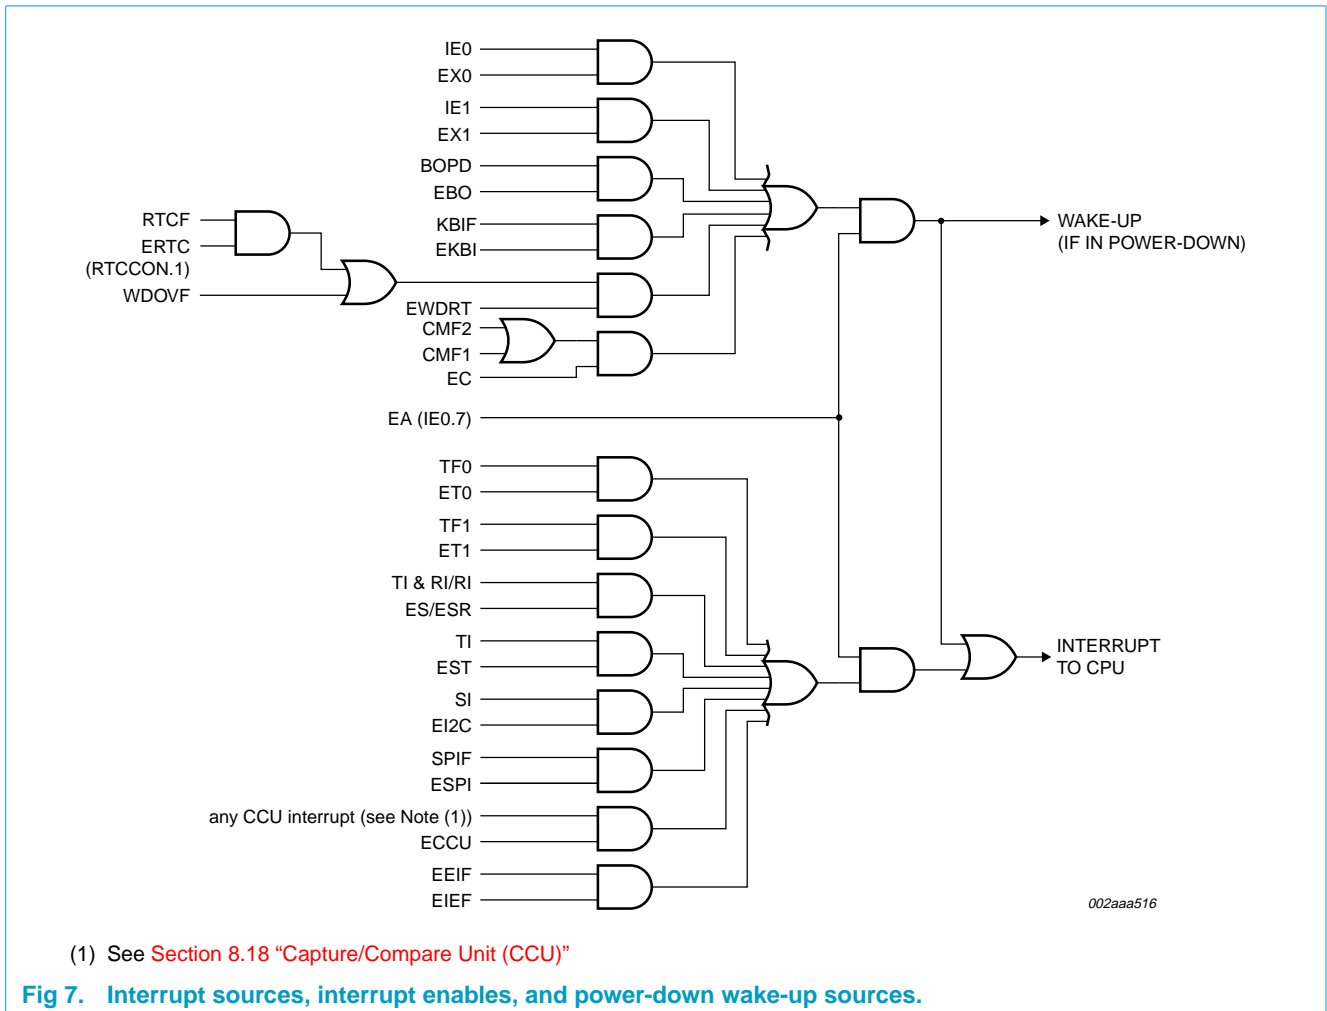 IE0
EX0
IE1
EX1
BOPD
EBO
KBIF
EKBI
RTCF
ERTC
(RTCCON.1)
WDOVF
EWDRT
CMF2
CMF1
EC
EA (IE0.7)
WAKE-UP
(IF IN POWER-DOWN)
TF0
ET0
TF1
ET1
TI & RI/RI
ES/ESR
TI
EST
SI
EI2C
SPIF
ESPI
any CCU interrupt (see Note (1))
ECCU
EEIF
EIEF
INTERRUPT
TO CPU
002aaa516
(1) See Section 8.18 “Capture/Compare Unit (CCU)”
Fig 7. Interrupt sources, interrupt enables, and power-down wake-up sources.